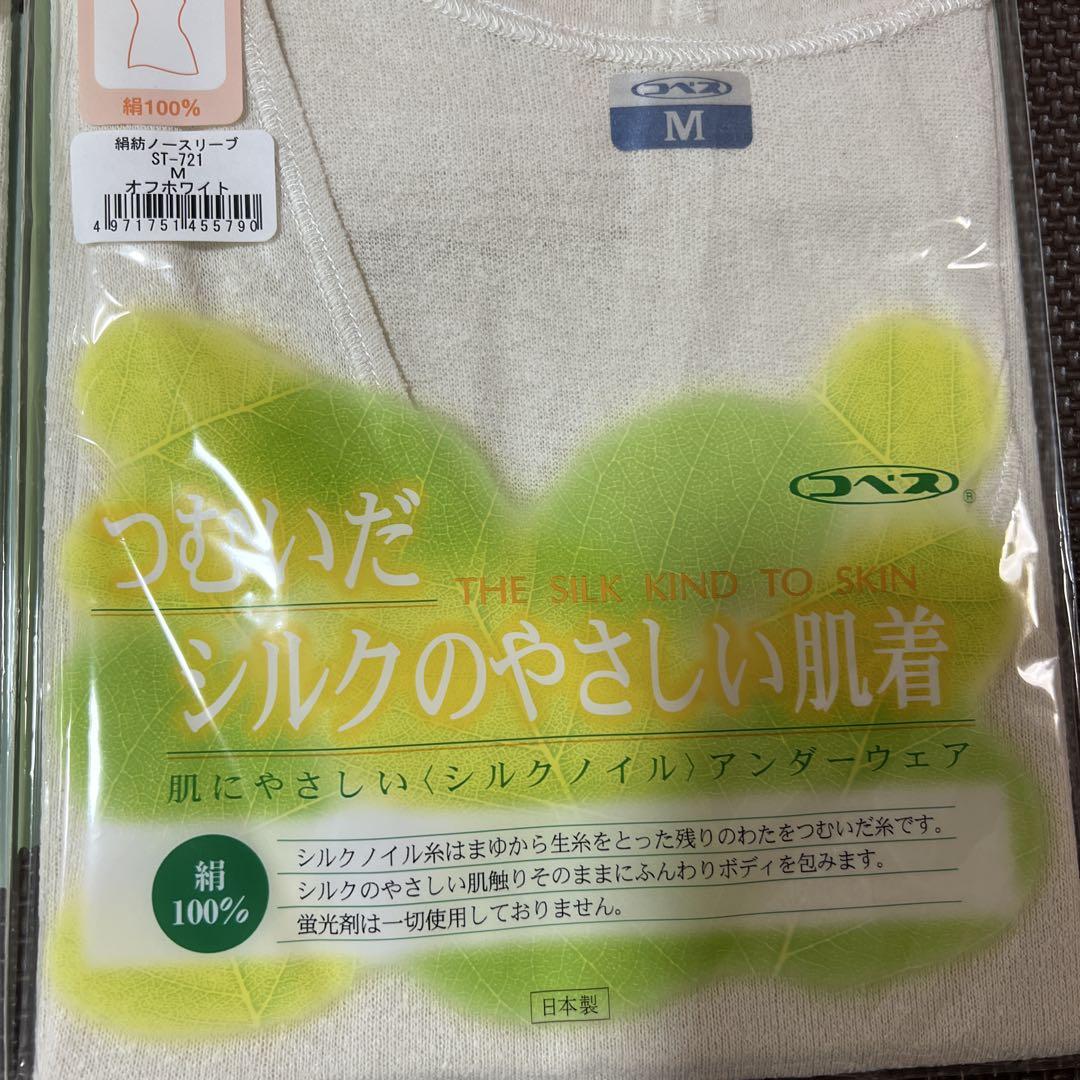 絹100%
絹紡ノースリーブ
ST-721
M
オフホワイト
4 971751 455790
コベス
M
コベス®
つむいだ
THE SILK KIND TO SKIN
シルクのやさしい肌着
肌にやさしい〈シルクノイル〉アンダーウェア
絹
100%
シルクノイル糸はまゆから生糸をとった残りのわたをつむいだ糸です。
シルクのやさしい肌触りそのままにふんわりボディを包みます。
蛍光剤は一切使用しておりません。
日本製